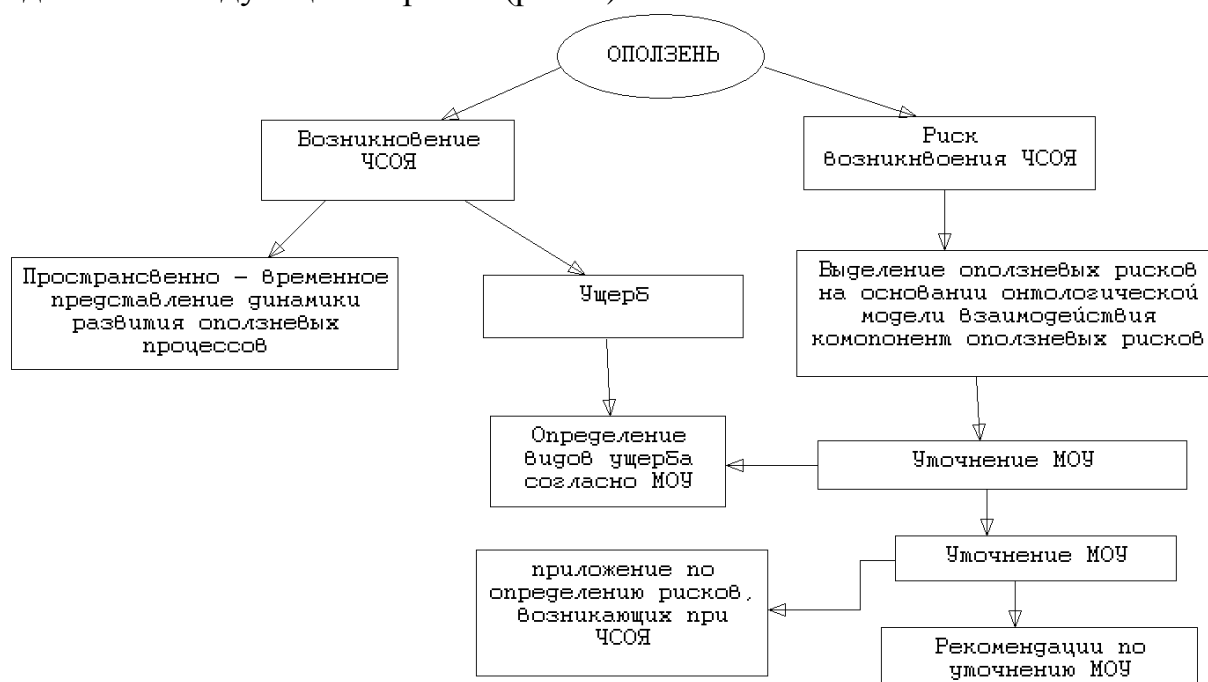 ОПОЛЗЕНЬ
Возникновение
ЧСОЯ
Риск
возникнвоения ЧСОЯ
Пространсвенно – временное
представление динамики
развития оползневых
процессов
Ущерб
Выделение оползневых рисков
на основании онтологической
модели взаимодействия
комопонент оползневых рисков
Определение
видов ущерба
согласно МОУ
Уточнение МОУ
Уточнение МОУ
приложение по
определению рисков,
возникающих при
ЧСОЯ
Рекомендации по
уточнению МОУ